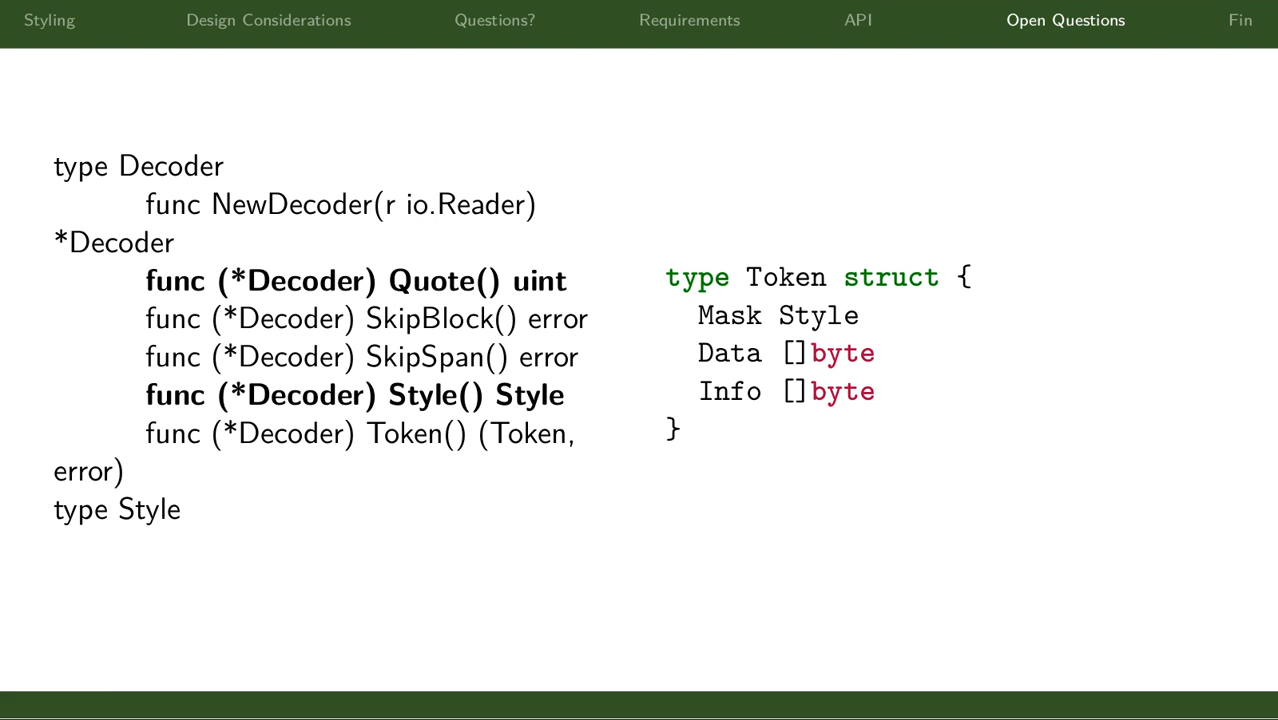 Styling Design Considerations Questions? Requirements API Open Questions Fin
type Decoder
func NewDecoder(r io.Reader)
*Decoder
func (*Decoder) Quote() uint
func (*Decoder) SkipBlock() error
func (*Decoder) SkipSpan() error
func (*Decoder) Style() Style
func (*Decoder) Token() (Token,
error)
type Style
type Token struct {
Mask Style
Data []byte
Info []byte
}